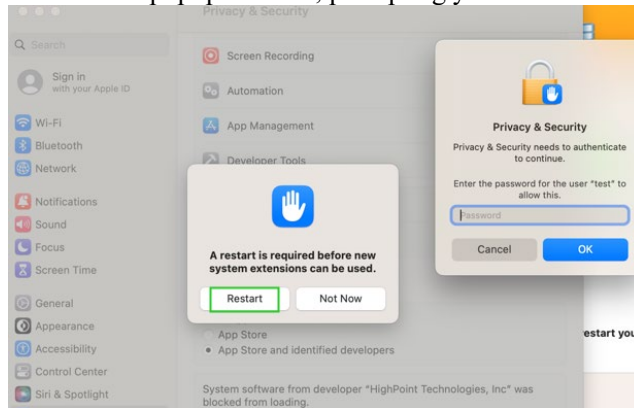 Privacy & Security
Search
Sign in
with your Apple ID
Wi-Fi
Bluetooth
Network
Notifications
Sound
Focus
Screen Time
General
Appearance
Accessibility
Control Center
Siri & Spotlight
Screen Recording
Automation
App Management
Developer Tools
A restart is required before new
system extensions can be used.
Restart
Not Now
App Store
App Store and identified developers
System software from developer "HighPoint Technologies, Inc" was
blocked from loading.
Privacy & Security
Privacy & Security needs to authenticate
to continue.
Enter the password for the user "test" to
allow this.
Password
Cancel
OK
estart you